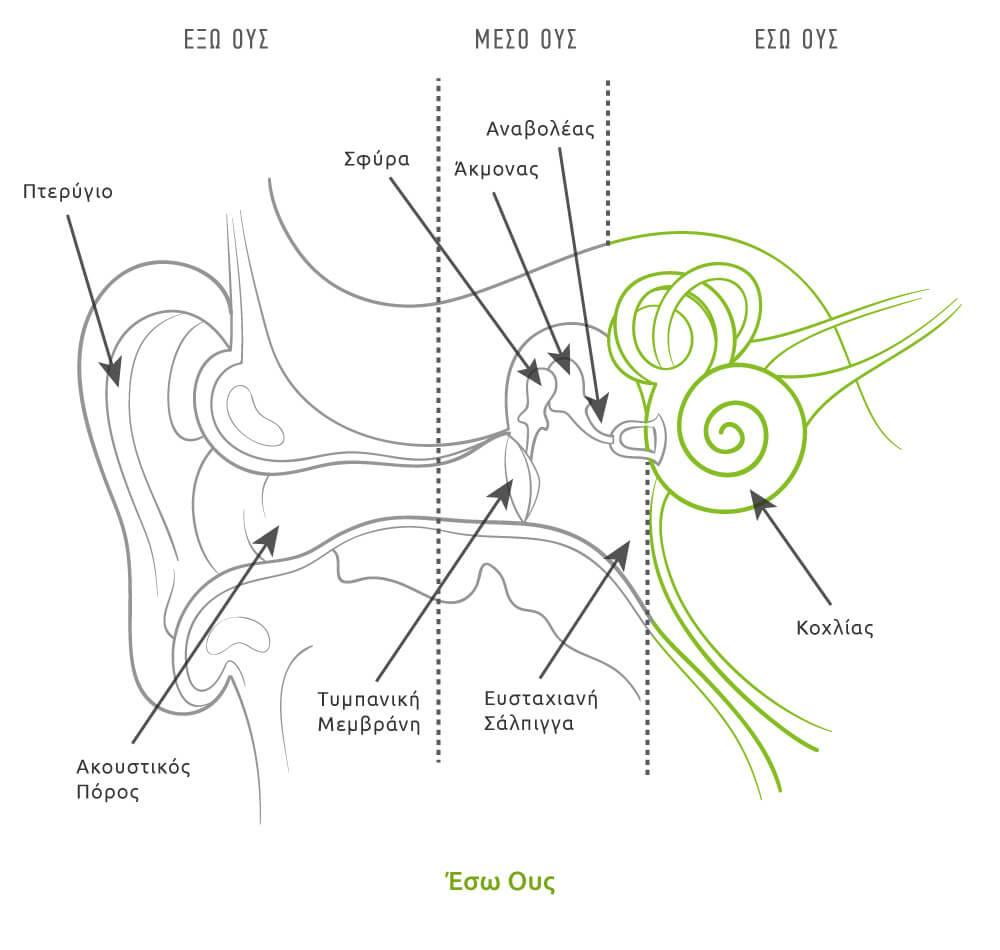 ΕΞΩ ΟΥΣ
ΜΕΣΟ ΟΥΣ
ΕΣΩ ΟΥΣ
Αναβολέας
Σφύρα
Άκμονας
Πτερύγιο
Κοχλίας
Τυμπανική
Μεμβράνη
Ευσταχιανή
Σάλπιγγα
Ακουστικός
Πόρος
Έσω Ους